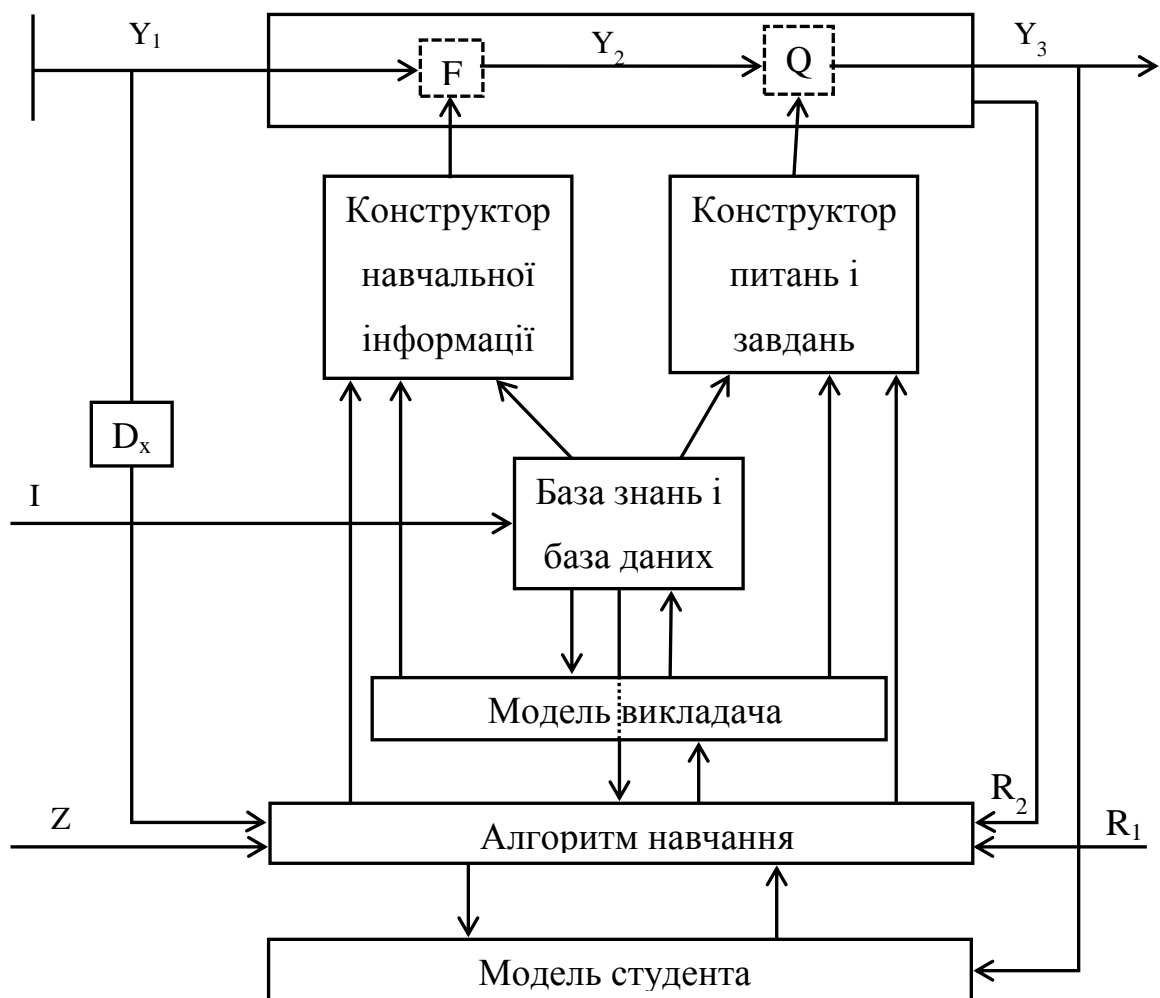 Y₁
Y₂
Y₃
F
Q
Конструктор
навчальної
інформації
Конструктор
питань і
завдань
Dₓ
I
База знань і
база даних
Модель викладача
Z
R₂
R₁
Алгоритм навчання
Модель студента